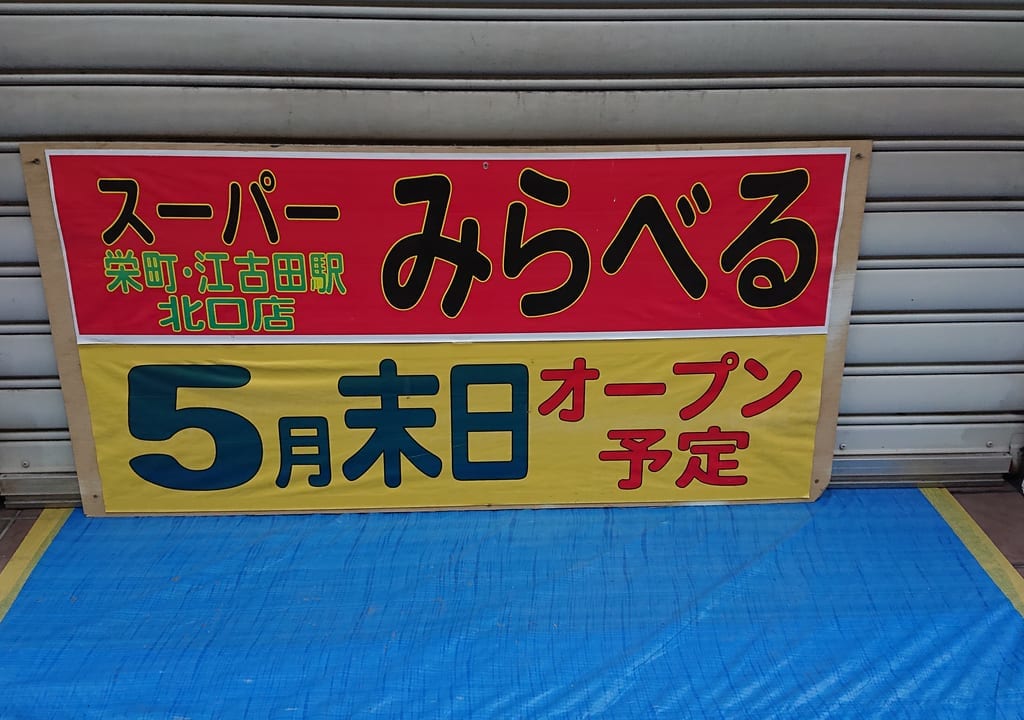 スーパー
栄町・江古田駅
北口店
みらべる
5月末日
オープン
予定